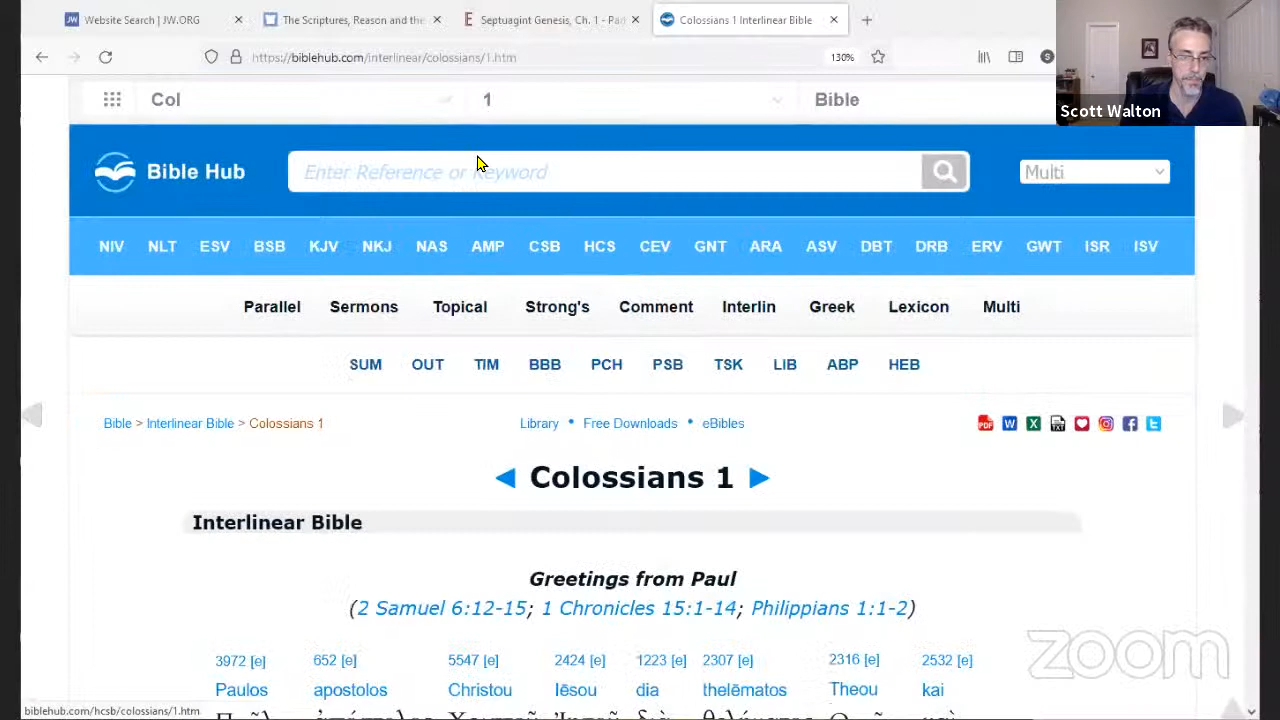 Website Search | JW.ORG
The Scriptures, Reason and the
Septuagint Genesis, Ch. 1 - Pad
Colossians 1 Interlinear Bible
https://biblehub.com/interlinear/colossians/1.htm
130%
Col 1 Bible
Scott Walton
Bible Hub
Enter Reference or Keyword
Multi
NIV NLT ESV BSB KJV NKJ NAS AMP CSB HCS CEV GNT ARA ASV DBT DRB ERV GWT ISR ISV
Parallel Sermons Topical Strong's Comment Interlin Greek Lexicon Multi
SUM OUT TIM BBB PCH PSB TSK LIB ABP HEB
Bible > Interlinear Bible > Colossians 1
Library • Free Downloads • eBibles
Colossians 1
Interlinear Bible
Greetings from Paul
(2 Samuel 6:12-15; 1 Chronicles 15:1-14; Philippians 1:1-2)
3972 [e] 652 [e] 5547 [e] 2424 [e] 1223 [e] 2307 [e] 2316 [e] 2532 [e]
Paulos apostolos Christou Iēsou dia thelēmatos Theou kai
zoom
biblehub.com/hcsb/colossians/1.htm